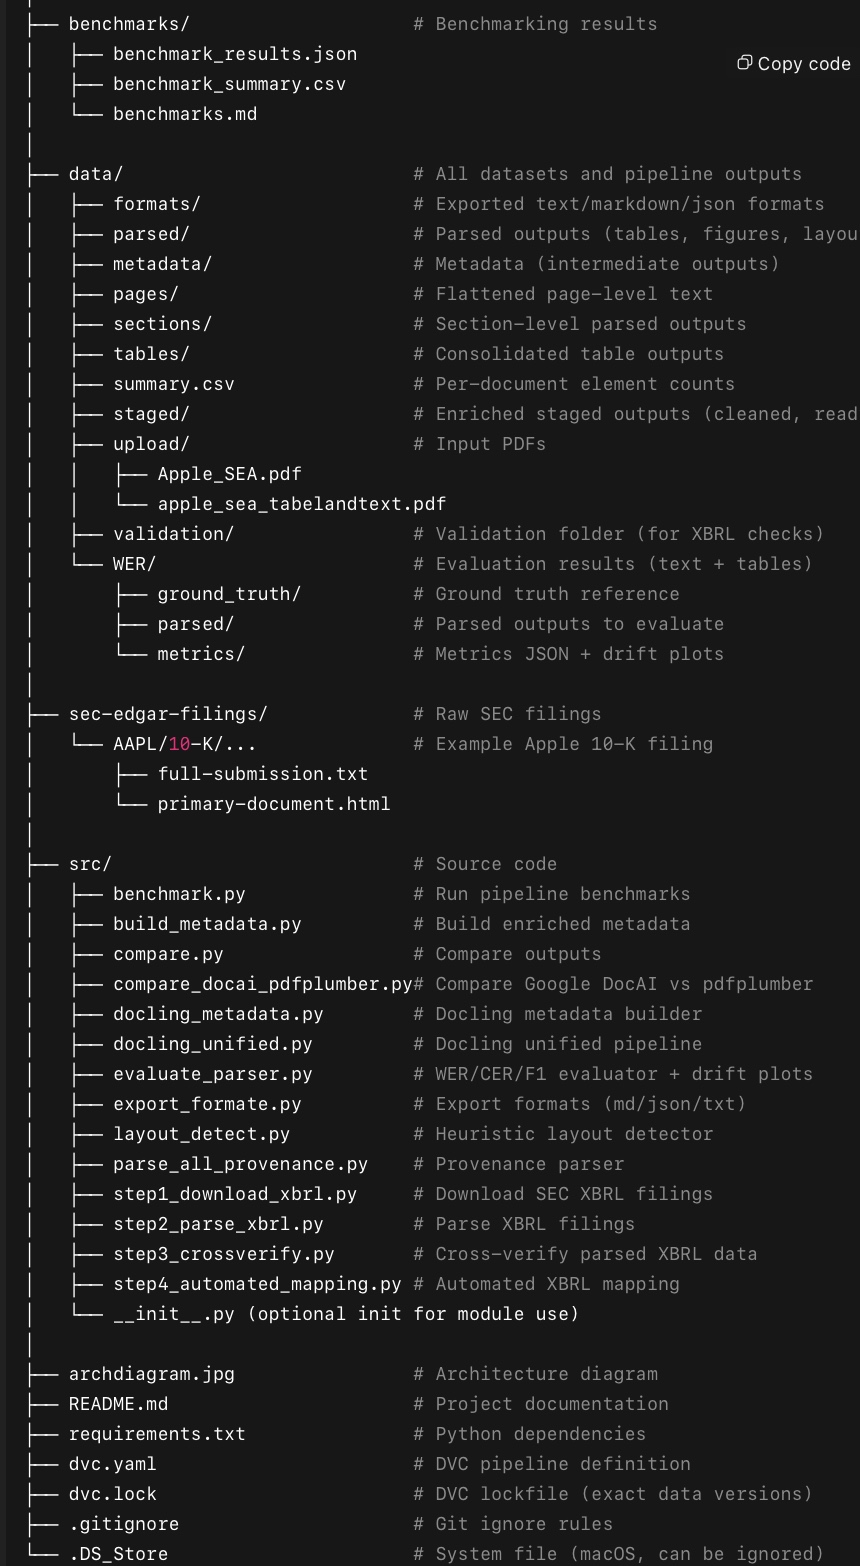 ├── benchmarks/                    # Benchmarking results
│   ├── benchmark_results.json
Copy code
│   ├── benchmark_summary.csv
│   └── benchmarks.md
│
├── data/                          # All datasets and pipeline outputs
│   ├── formats/                   # Exported text/markdown/json formats
│   ├── parsed/                    # Parsed outputs (tables, figures, layou
│   ├── metadata/                  # Metadata (intermediate outputs)
│   ├── pages/                     # Flattened page-level text
│   ├── sections/                  # Section-level parsed outputs
│   ├── tables/                    # Consolidated table outputs
│   ├── summary.csv                # Per-document element counts
│   ├── staged/                    # Enriched staged outputs (cleaned, read
│   ├── upload/                    # Input PDFs
│   │   ├── Apple_SEA.pdf
│   │   └── apple_sea_tabelandtext.pdf
│   ├── validation/                # Validation folder (for XBRL checks)
│   └── WER/                       # Evaluation results (text + tables)
│       ├── ground_truth/          # Ground truth reference
│       ├── parsed/                # Parsed outputs to evaluate
│       └── metrics/               # Metrics JSON + drift plots
│
├── sec-edgar-filings/             # Raw SEC filings
│   └── AAPL/10-K/...              # Example Apple 10-K filing
│       ├── full-submission.txt
│       └── primary-document.html
│
├── src/                           # Source code
│   ├── benchmark.py               # Run pipeline benchmarks
│   ├── build_metadata.py          # Build enriched metadata
│   ├── compare.py                 # Compare outputs
│   ├── compare_docai_pdfplumber.py# Compare Google DocAI vs pdfplumber
│   ├── docling_metadata.py        # Docling metadata builder
│   ├── docling_unified.py         # Docling unified pipeline
│   ├── evaluate_parser.py         # WER/CER/F1 evaluator + drift plots
│   ├── export_formate.py          # Export formats (md/json/txt)
│   ├── layout_detect.py           # Heuristic layout detector
│   ├── parse_all_provenance.py    # Provenance parser
│   ├── step1_download_xbrl.py     # Download SEC XBRL filings
│   ├── step2_parse_xbrl.py        # Parse XBRL filings
│   ├── step3_crossverify.py       # Cross-verify parsed XBRL data
│   ├── step4_automated_mapping.py # Automated XBRL mapping
│   └── __init__.py (optional init for module use)
│
├── archdiagram.jpg                # Architecture diagram
├── README.md                      # Project documentation
├── requirements.txt               # Python dependencies
├── dvc.yaml                       # DVC pipeline definition
├── dvc.lock                       # DVC lockfile (exact data versions)
├── .gitignore                     # Git ignore rules
└── .DS_Store                      # System file (macOS, can be ignored)